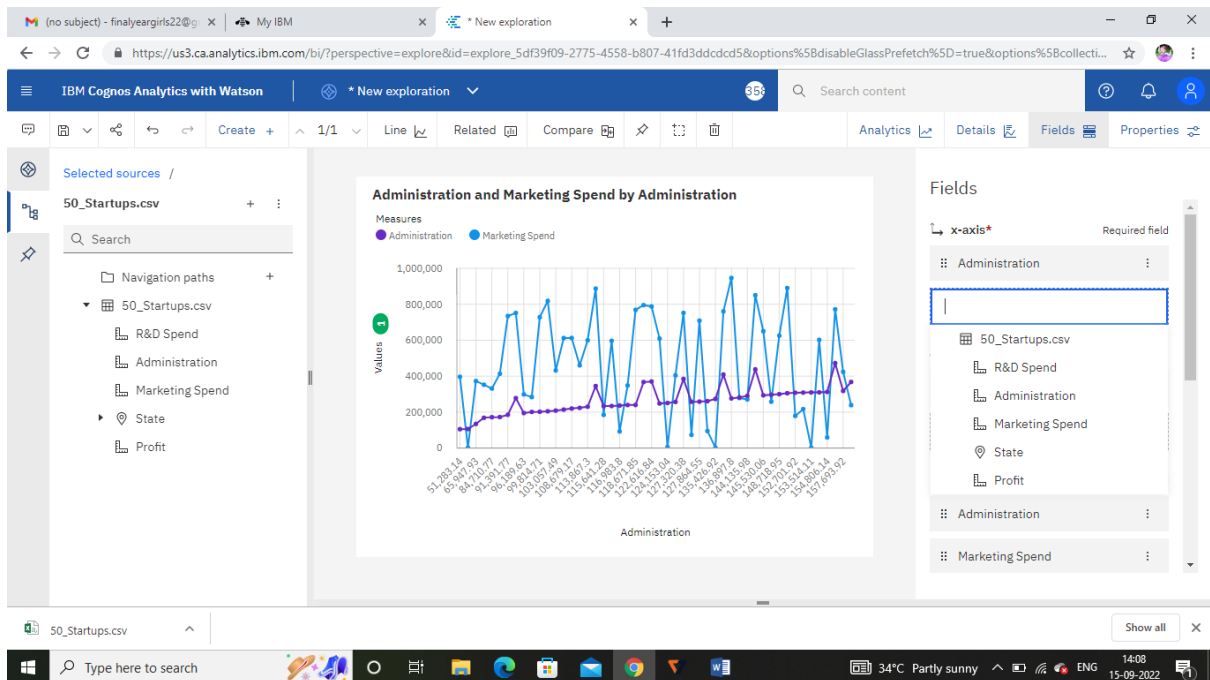 (no subject) - finalyeargirls22@g
My IBM
* New exploration
https://us3.ca.analytics.ibm.com/bi/?perspective=explore&id=explore_5df39f09-2775-4558-b807-41fd3ddcdcd5&options%5BdisableGlassPrefetch%5D=true&options%5Bcollecti...
IBM Cognos Analytics with Watson
* New exploration
Search content
Create +
1/1
Line
Related
Compare
Analytics
Details
Fields
Properties
Selected sources /
50_Startups.csv
Search
Navigation paths
50_Startups.csv
R&D Spend
Administration
Marketing Spend
State
Profit
Administration and Marketing Spend by Administration
Measures
Administration Marketing Spend
1,000,000
800,000
600,000
400,000
200,000
0
Values
1
51,283.14
65,947.93
84,710.77
91,391.77
96,189.63
99,814.71
103,057.49
108,679.17
113,867.3
115,641.28
116,983.8
118,671.85
122,616.84
124,153.04
127,320.38
127,864.55
135,426.92
136,897.8
144,135.98
145,530.06
148,718.95
152,701.92
153,514.11
154,806.14
157,693.92
Administration
Fields
x-axis* Required field
Administration
50_Startups.csv
R&D Spend
Administration
Marketing Spend
State
Profit
Administration
Marketing Spend
50_Startups.csv
Show all
Type here to search
34°C Partly sunny
ENG
14:08
15-09-2022